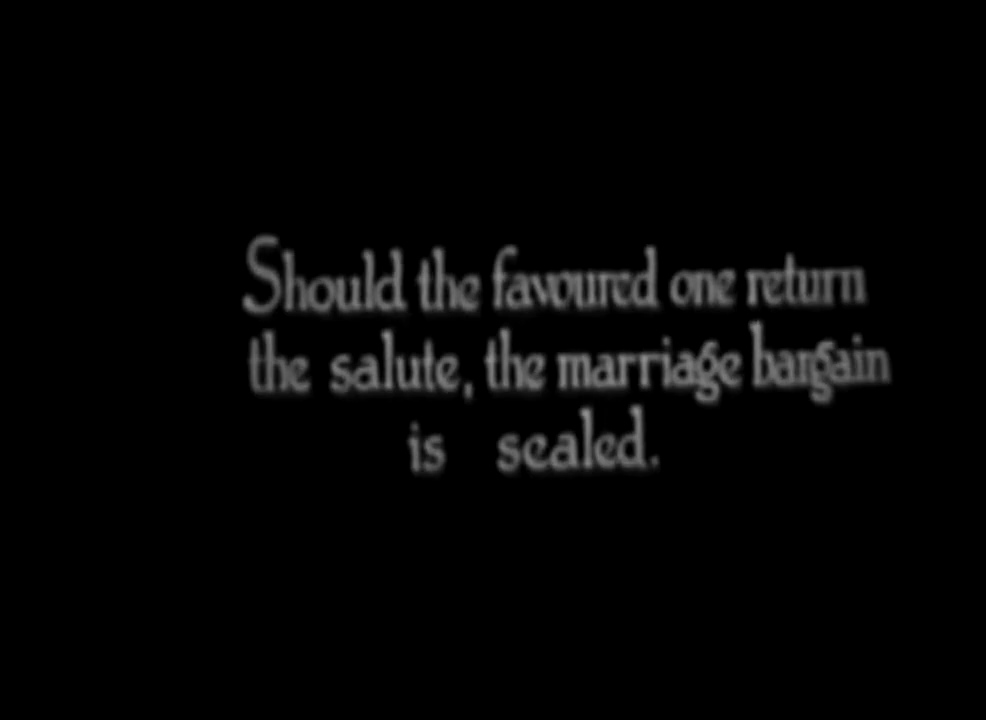 Should the favoured one return
the salute, the marriage bargain
is sealed.